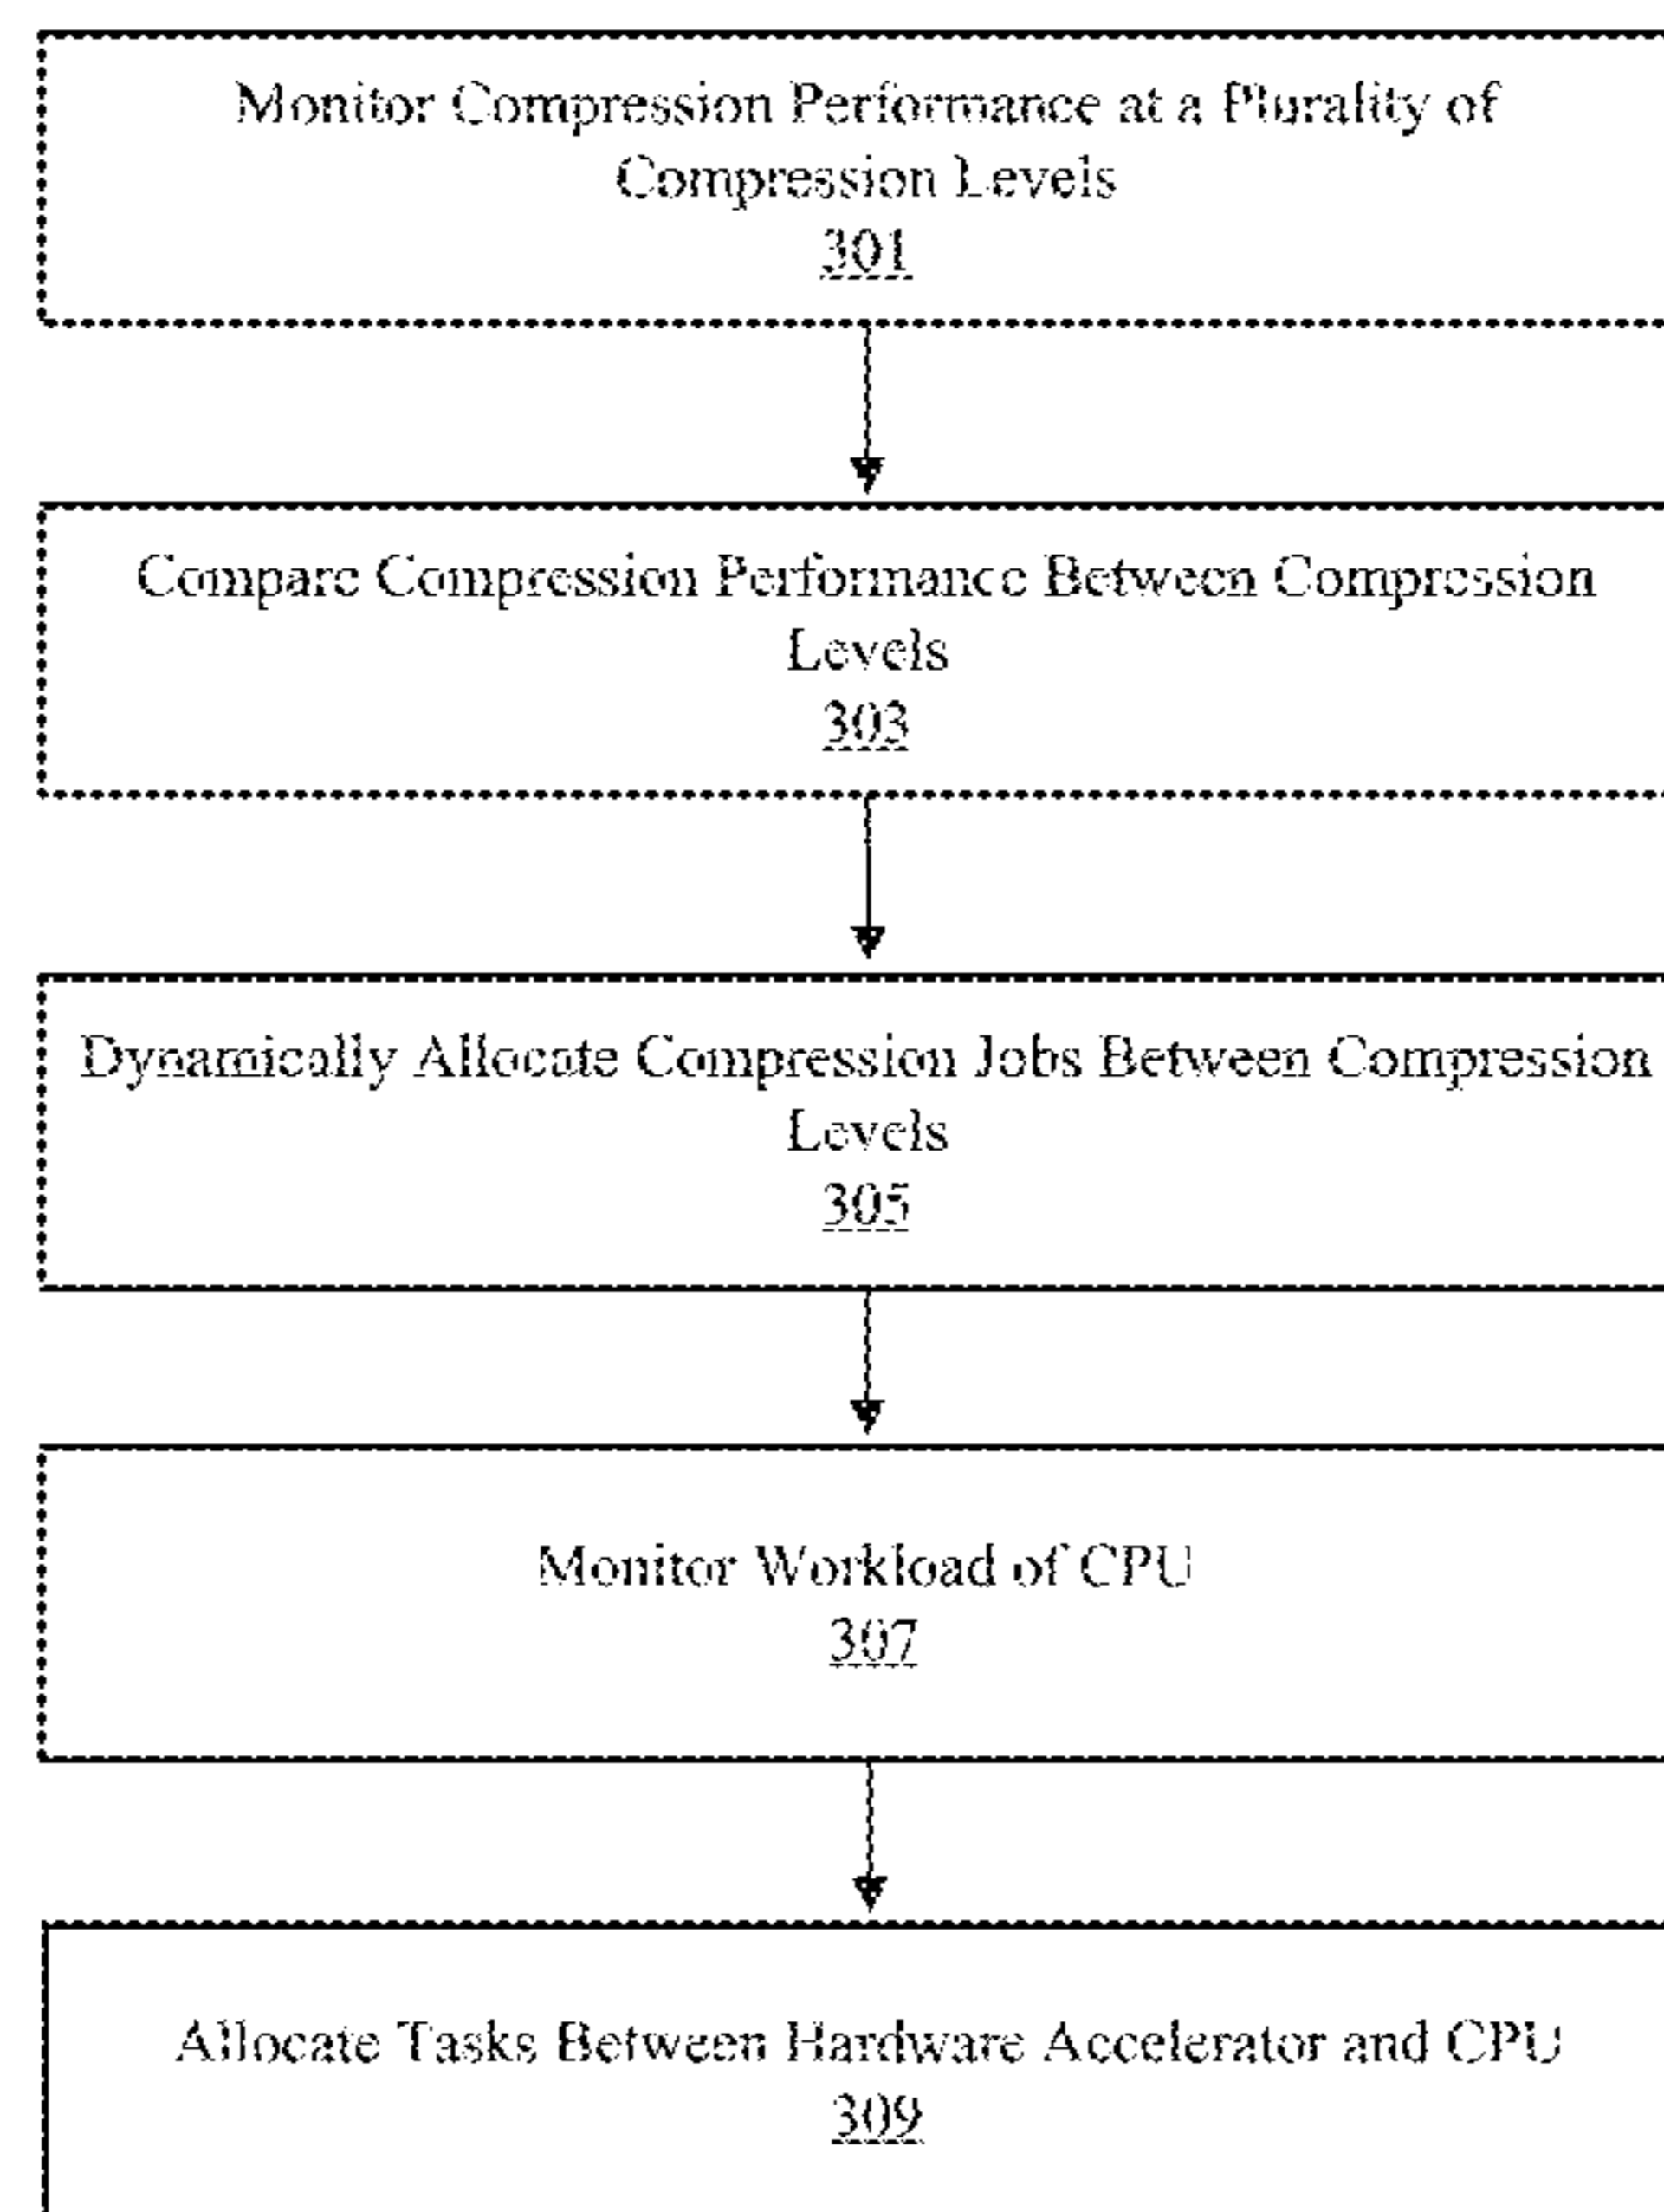 Monitor Compression Performance at a Plurality of
Compression Levels
301
Compare Compression Performance Between Compression
Levels
303
Dynamically Allocate Compression Jobs Between Compression
Levels
305
Monitor Workload of CPU
307
Allocate Tasks Between Hardware Accelerator and CPU
309